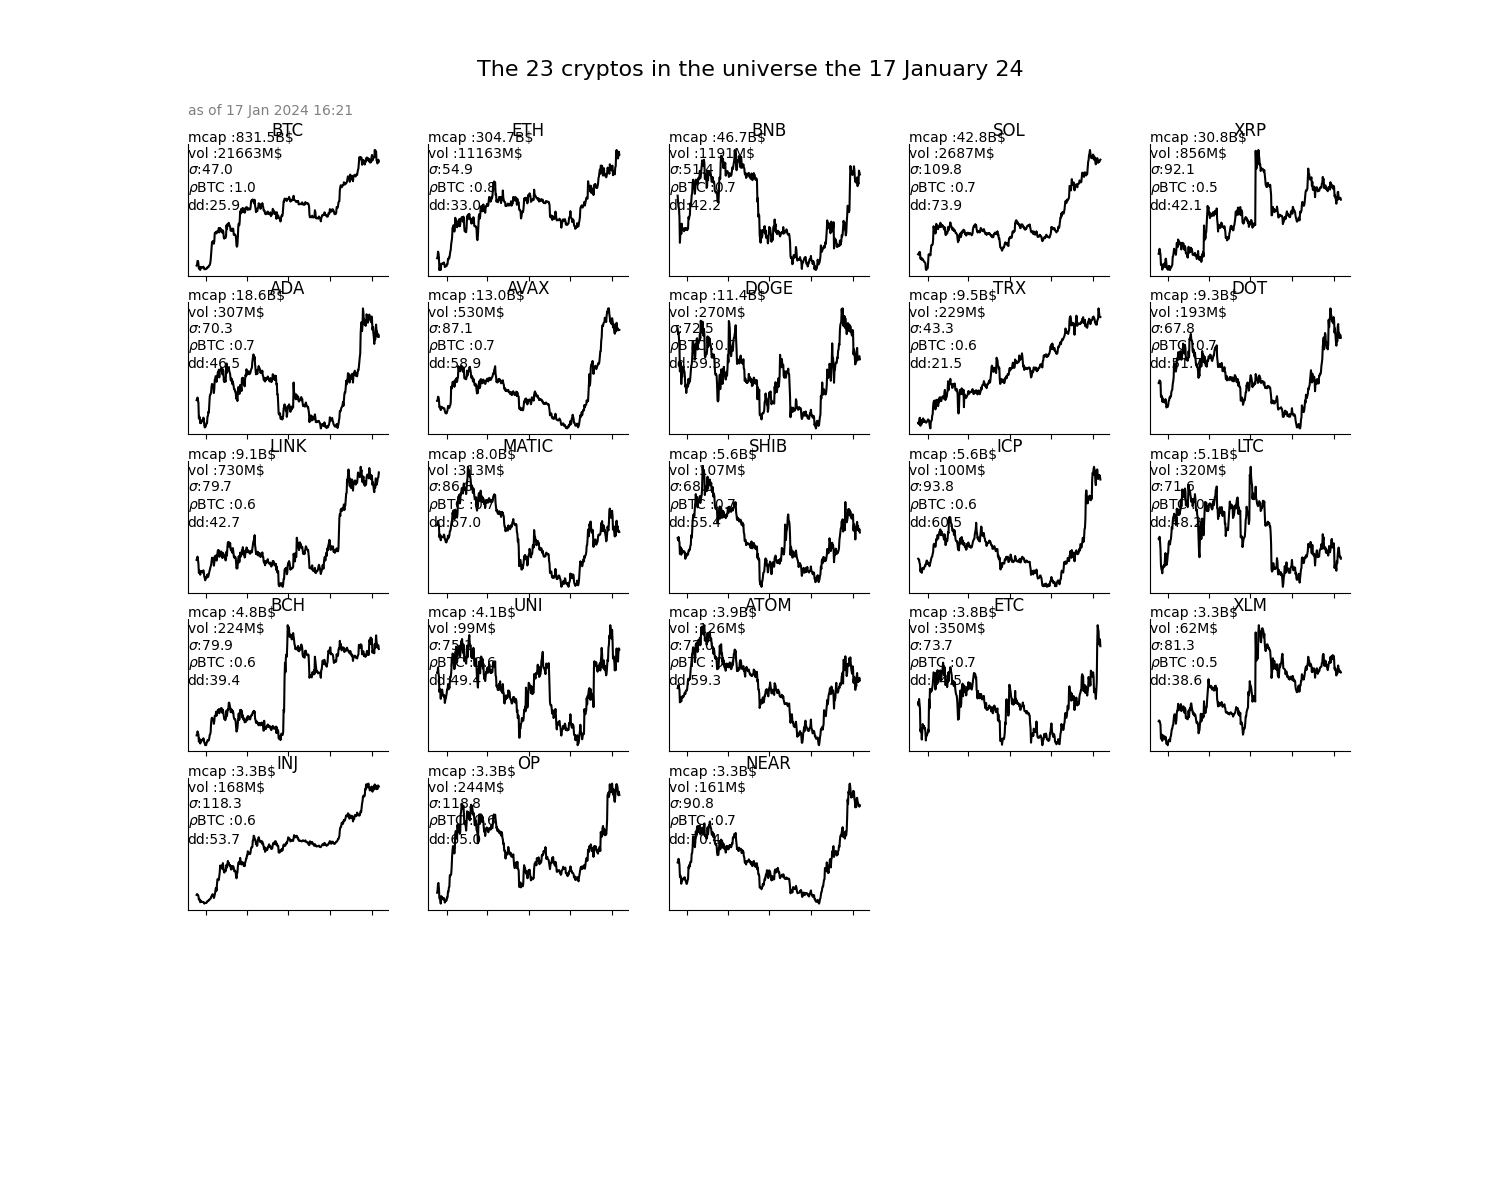 The 23 cryptos in the universe the 17 January 24
as of 17 Jan 2024 16:21
BTC
mcap :831.5B$
vol :21663M$
σ:47.0
ρBTC :1.0
dd:25.9
ETH
mcap :304.7B$
vol :11163M$
σ:54.9
ρBTC :0.8
dd:33.0
BNB
mcap :46.7B$
vol :1191M$
σ:51.4
ρBTC :0.7
dd:42.2
SOL
mcap :42.8B$
vol :2687M$
σ:109.8
ρBTC :0.7
dd:73.9
XRP
mcap :30.8B$
vol :856M$
σ:92.1
ρBTC :0.5
dd:42.1
ADA
mcap :18.6B$
vol :307M$
σ:70.3
ρBTC :0.7
dd:46.5
AVAX
mcap :13.0B$
vol :530M$
σ:87.1
ρBTC :0.7
dd:58.9
DOGE
mcap :11.4B$
vol :270M$
σ:72.5
ρBTC
dd:59.3
TRX
mcap :9.5B$
vol :229M$
σ:43.3
ρBTC :0.6
dd:21.5
DOT
mcap :9.3B$
vol :193M$
σ:67.8
ρBTC :0.7
LINK
mcap :9.1B$
vol :730M$
σ:79.7
ρBTC :0.6
dd:42.7
MATIC
mcap :8.0B$
vol :313M$
ρBTC
dd:67.0
SHIB
mcap :5.6B$
vol :107M$
ρBTC :0.7
dd:55.4
ICP
mcap :5.6B$
vol :100M$
σ:93.8
ρBTC :0.6
dd:60.5
LTC
mcap :5.1B$
vol :320M$
σ:71.6
ρBTC :0.7
dd:48.2
BCH
mcap :4.8B$
vol :224M$
σ:79.9
ρBTC :0.6
dd:39.4
UNI
mcap :4.1B$
vol :99M$
ρBTC :0.6
dd:49.4
ATOM
mcap :3.9B$
vol :126M$
ρBTC :0.7
dd:59.3
ETC
mcap :3.8B$
vol :350M$
σ:73.7
ρBTC :0.7
XLM
mcap :3.3B$
vol :62M$
σ:81.3
ρBTC :0.5
dd:38.6
INJ
mcap :3.3B$
vol :168M$
σ:118.3
ρBTC :0.6
dd:53.7
OP
mcap :3.3B$
vol :244M$
σ:118.8
ρBTC :0.6
dd:65.0
NEAR
mcap :3.3B$
vol :161M$
σ:90.8
ρBTC :0.7
dd:70.4